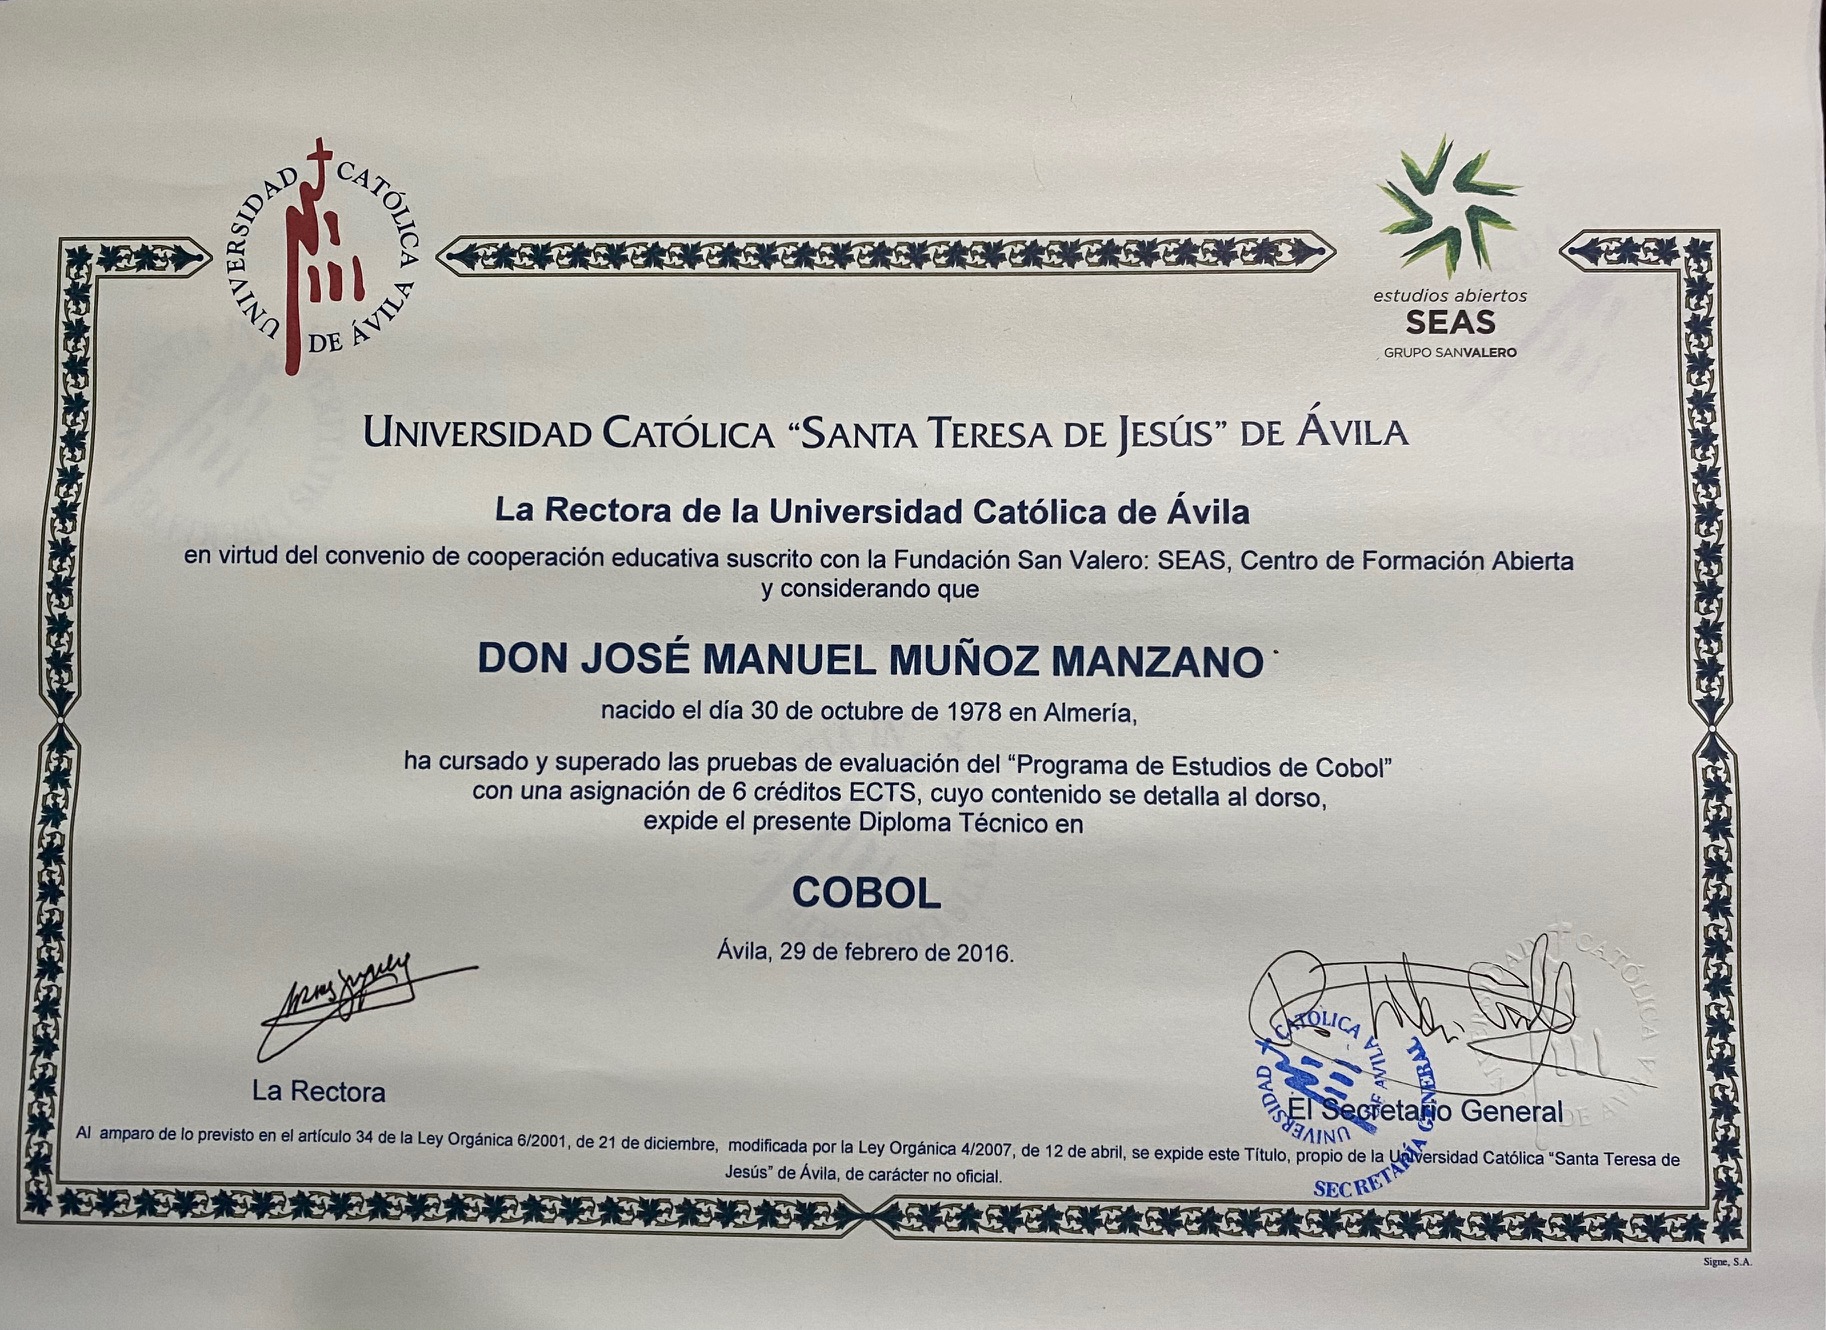 UNIVERSIDAD CATÓLICA DE ÁVILA
estudios abiertos
SEAS
GRUPO SANVALERO
UNIVERSIDAD CATÓLICA “SANTA TERESA DE JESÚS” DE ÁVILA
La Rectora de la Universidad Católica de Ávila
en virtud del convenio de cooperación educativa suscrito con la Fundación San Valero: SEAS, Centro de Formación Abierta
y considerando que
DON JOSÉ MANUEL MUÑOZ MANZANO
nacido el día 30 de octubre de 1978 en Almería,
ha cursado y superado las pruebas de evaluación del “Programa de Estudios de Cobol”
con una asignación de 6 créditos ECTS, cuyo contenido se detalla al dorso,
expide el presente Diploma Técnico en
COBOL
Ávila, 29 de febrero de 2016.
La Rectora
El Secretario General
UNIVERSIDAD CATÓLICA DE AVILA
SECRETARÍA GENERAL
Al amparo de lo previsto en el artículo 34 de la Ley Orgánica 6/2001, de 21 de diciembre, modificada por la Ley Orgánica 4/2007, de 12 de abril, se expide este Título, propio de la Universidad Católica “Santa Teresa de
Jesús” de Ávila, de carácter no oficial.
Signe, S.A.